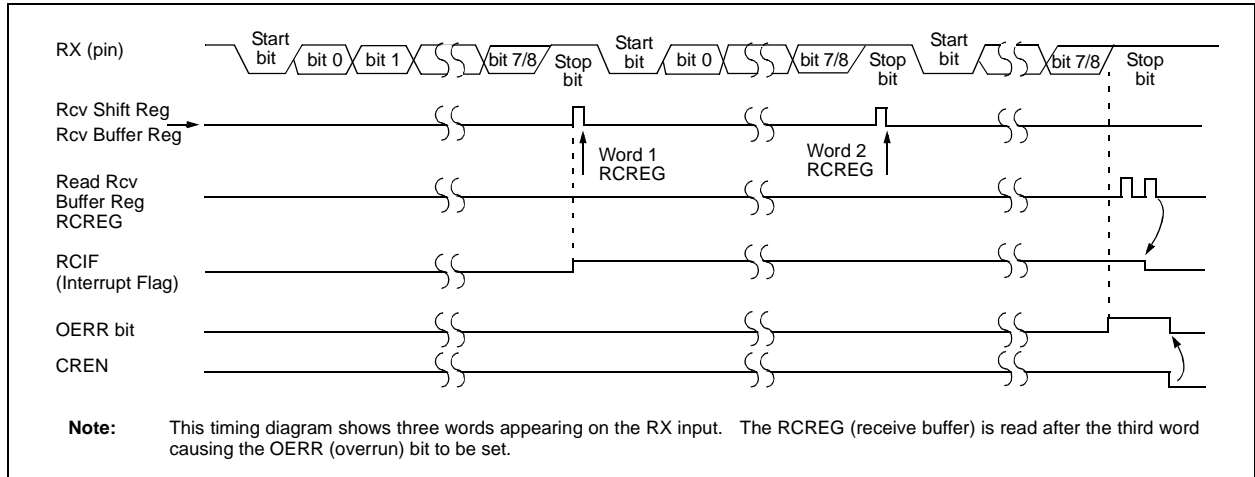 RX (pin)
Start bit
bit 0
bit 1
bit 7/8
Stop bit
Start bit
bit 0
bit 7/8
Stop bit
Start bit
bit 7/8
Stop bit
Rcv Shift Reg
Rcv Buffer Reg
Word 1
RCREG
Word 2
RCREG
Read Rcv
Buffer Reg
RCREG
RCIF
(Interrupt Flag)
OERR bit
CREN
Note: This timing diagram shows three words appearing on the RX input. The RCREG (receive buffer) is read after the third word
causing the OERR (overrun) bit to be set.